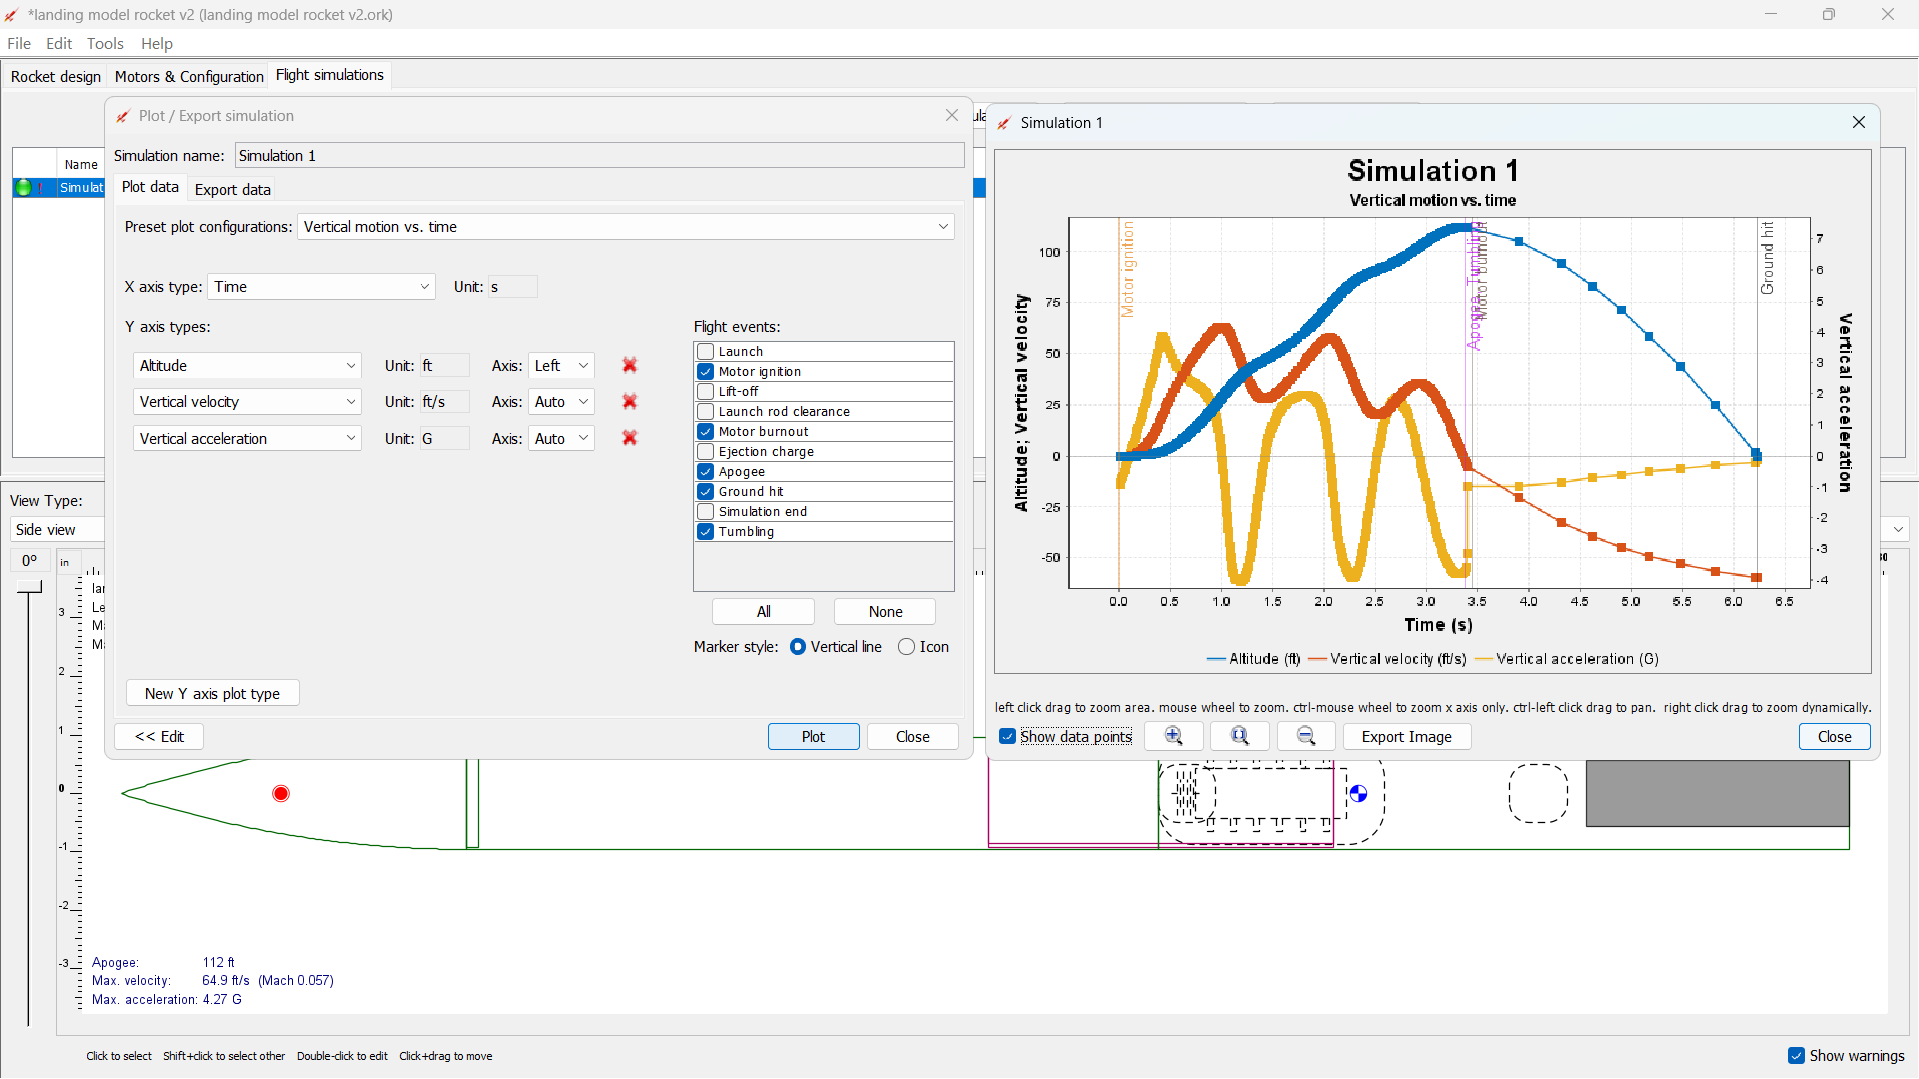 *landing model rocket v2 (landing model rocket v2.ork)
File Edit Tools Help
Rocket design Motors & Configuration Flight simulations
Plot / Export simulation
Simulation name: Simulation 1
Plot data Export data
Preset plot configurations: Vertical motion vs. time
X axis type: Time Unit: s
Y axis types:
Altitude Unit: ft Axis: Left
Vertical velocity Unit: ft/s Axis: Auto
Vertical acceleration Unit: G Axis: Auto
Flight events:
Launch
Motor ignition
Lift-off
Launch rod clearance
Motor burnout
Ejection charge
Apogee
Ground hit
Simulation end
Tumbling
All None
Marker style: Vertical line Icon
New Y axis plot type
<< Edit Plot Close
Name
Simulat
View Type:
Side view
0°
in
3
2
1
0
-1
-2
-3
Simulation 1
Simulation 1
Vertical motion vs. time
Altitude; Vertical velocity
100
75
50
25
0
-25
-50
Motor ignition
Apogee, Tumbling
Motor burnout
Ground hit
7
6
5
4
3
2
1
0
-1
-2
-3
-4
Vertical acceleration
0.0 0.5 1.0 1.5 2.0 2.5 3.0 3.5 4.0 4.5 5.0 5.5 6.0 6.5
Time (s)
Altitude (ft) Vertical velocity (ft/s) Vertical acceleration (G)
left click drag to zoom area. mouse wheel to zoom. ctrl-mouse wheel to zoom x axis only. ctrl-left click drag to pan. right click drag to zoom dynamically.
Show data points Export Image Close
Apogee: 112 ft
Max. velocity: 64.9 ft/s (Mach 0.057)
Max. acceleration: 4.27 G
Click to select Shift+click to select other Double-click to edit Click+drag to move
Show warnings